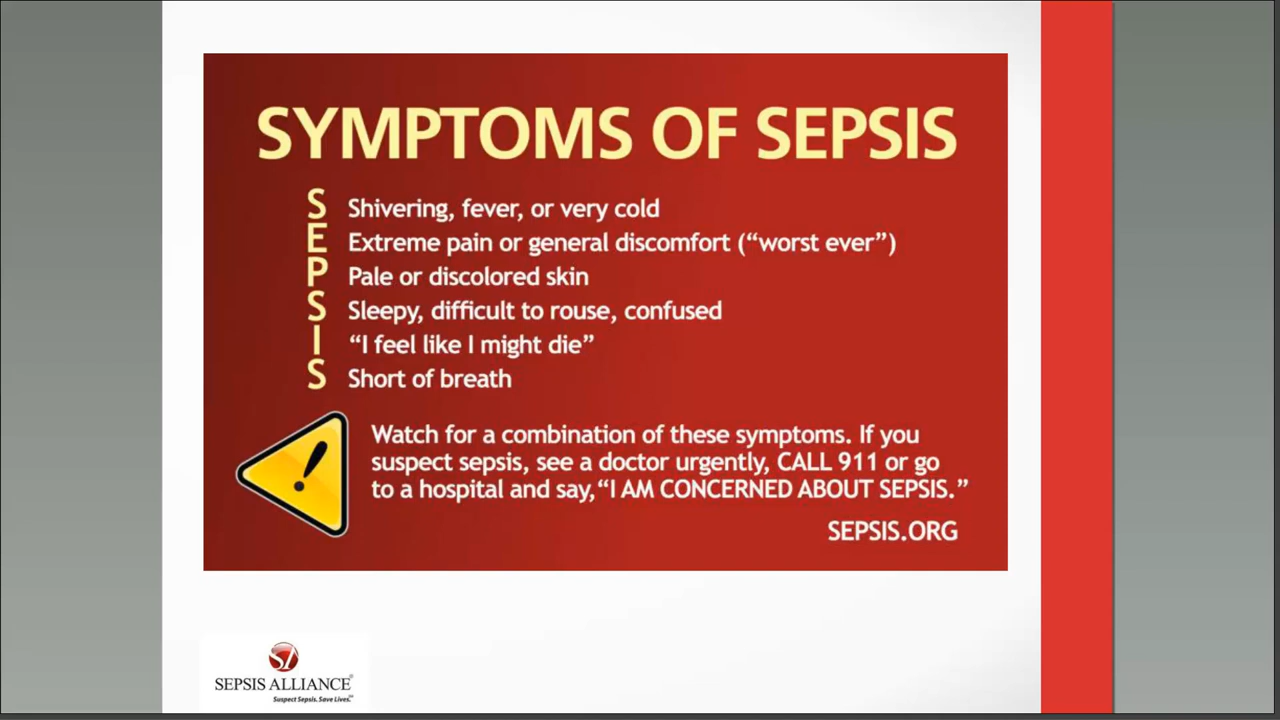 SYMPTOMS OF SEPSIS
S Shivering, fever, or very cold
E Extreme pain or general discomfort (“worst ever”)
P Pale or discolored skin
S Sleepy, difficult to rouse, confused
I “I feel like I might die”
S Short of breath
!
Watch for a combination of these symptoms. If you
suspect sepsis, see a doctor urgently, CALL 911 or go
to a hospital and say,“I AM CONCERNED ABOUT SEPSIS.”
SEPSIS.ORG
SA
SEPSIS ALLIANCE
Suspect Sepsis. Save Lives.